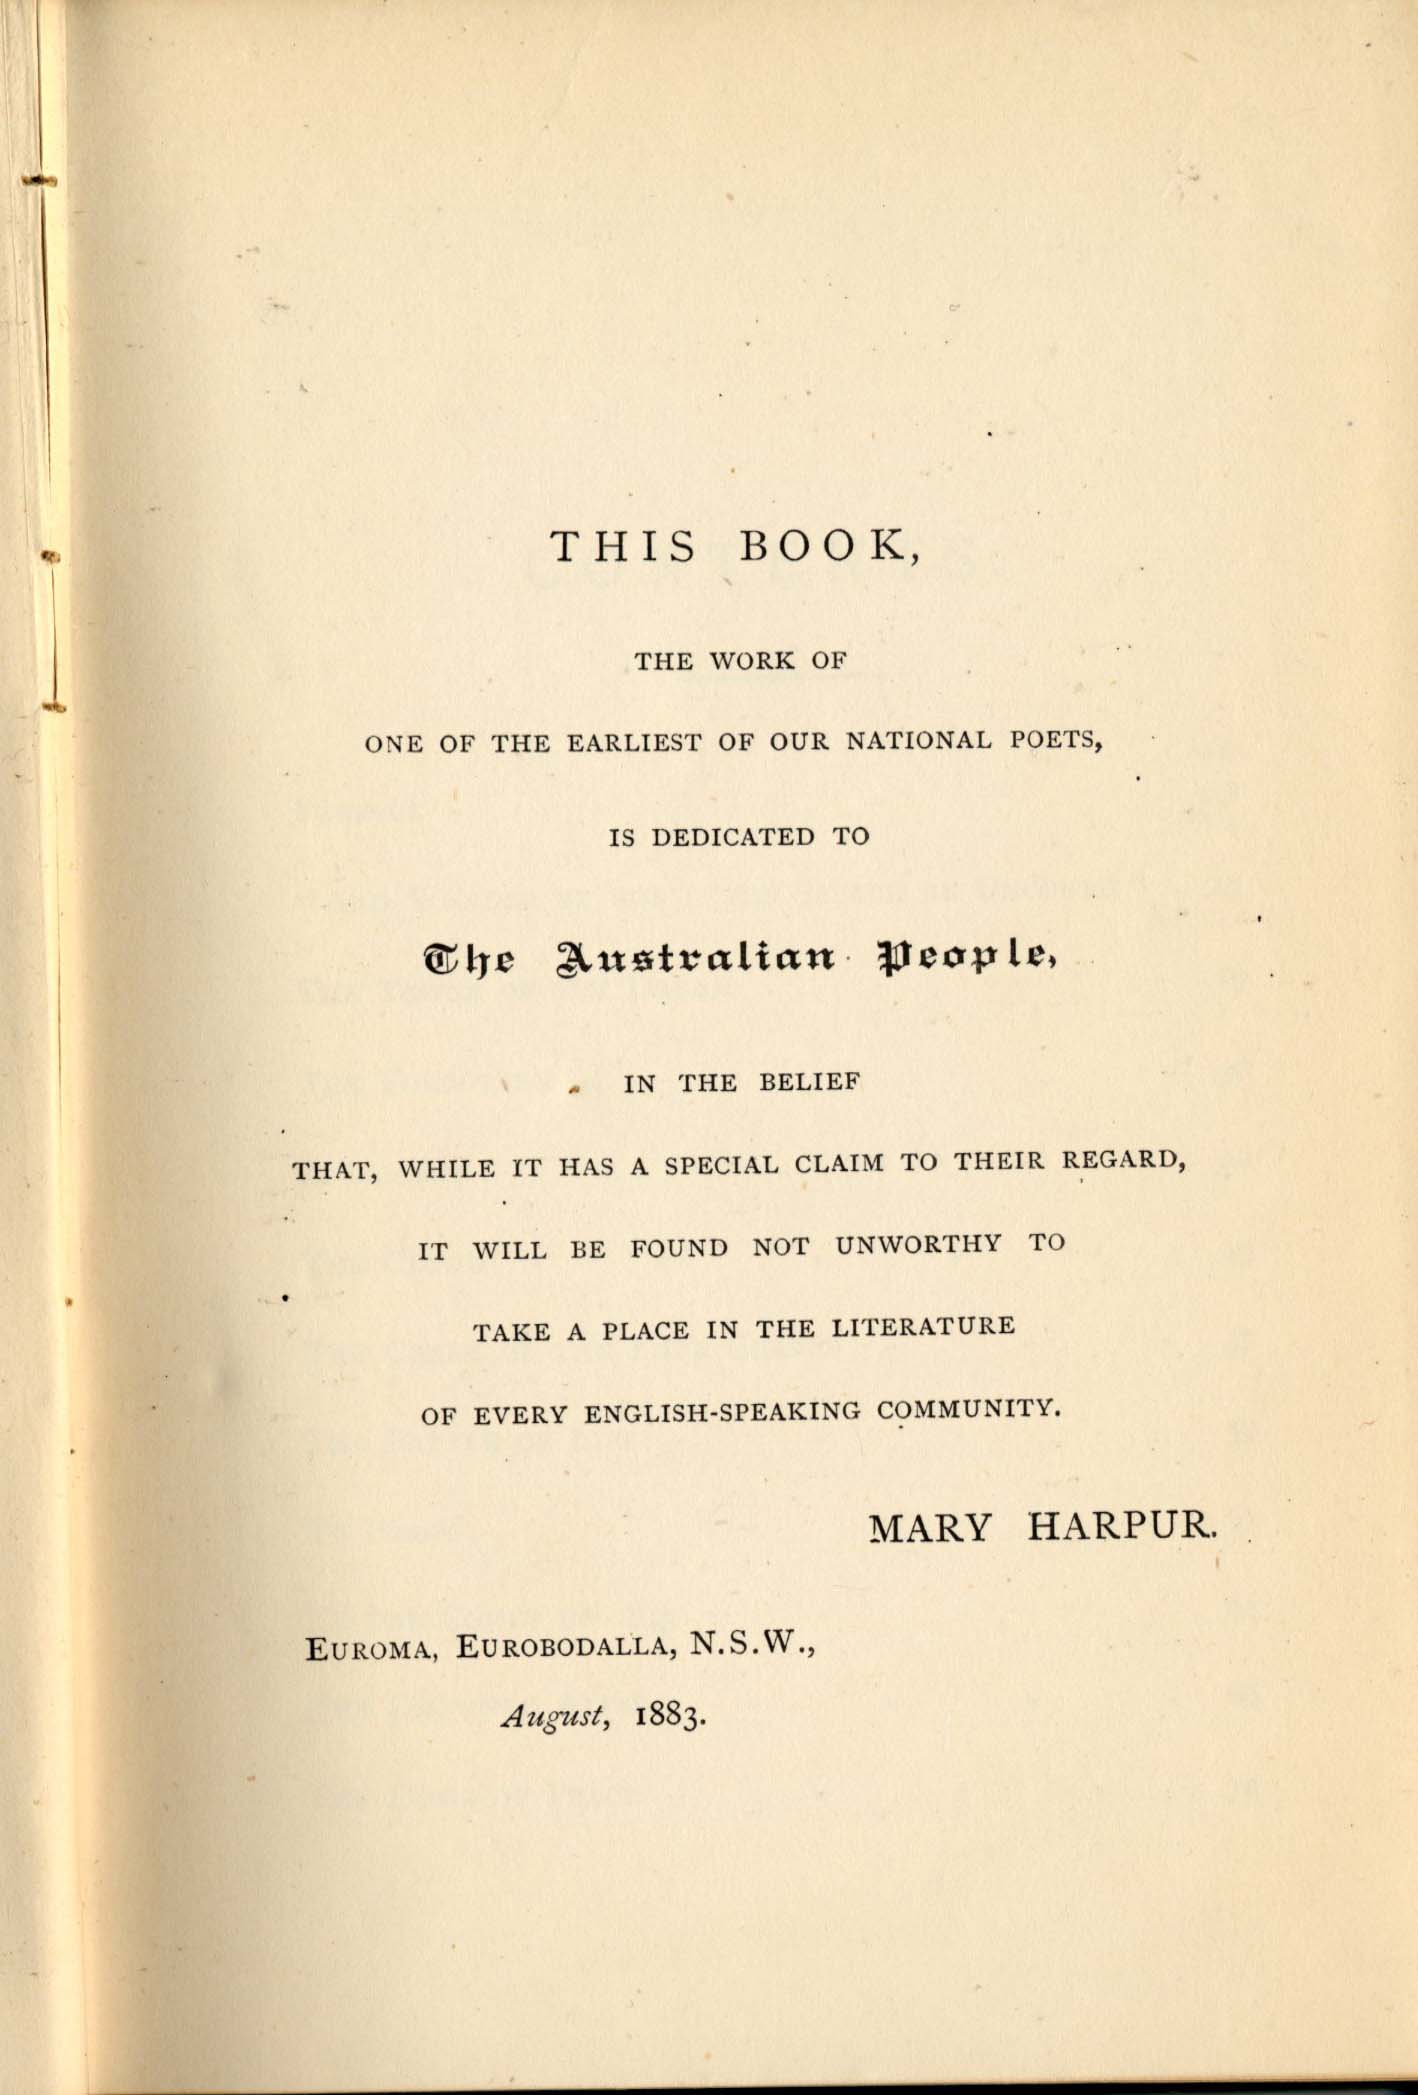 THIS BOOK,
THE WORK OF
ONE OF THE EARLIEST OF OUR NATIONAL POETS,
IS DEDICATED TO
The Australian People,
IN THE BELIEF
THAT, WHILE IT HAS A SPECIAL CLAIM TO THEIR REGARD,
IT WILL BE FOUND NOT UNWORTHY TO
TAKE A PLACE IN THE LITERATURE
OF EVERY ENGLISH-SPEAKING COMMUNITY.
MARY HARPUR.
EUROMA, EUROBODALLA, N.S.W.,
August, 1883.